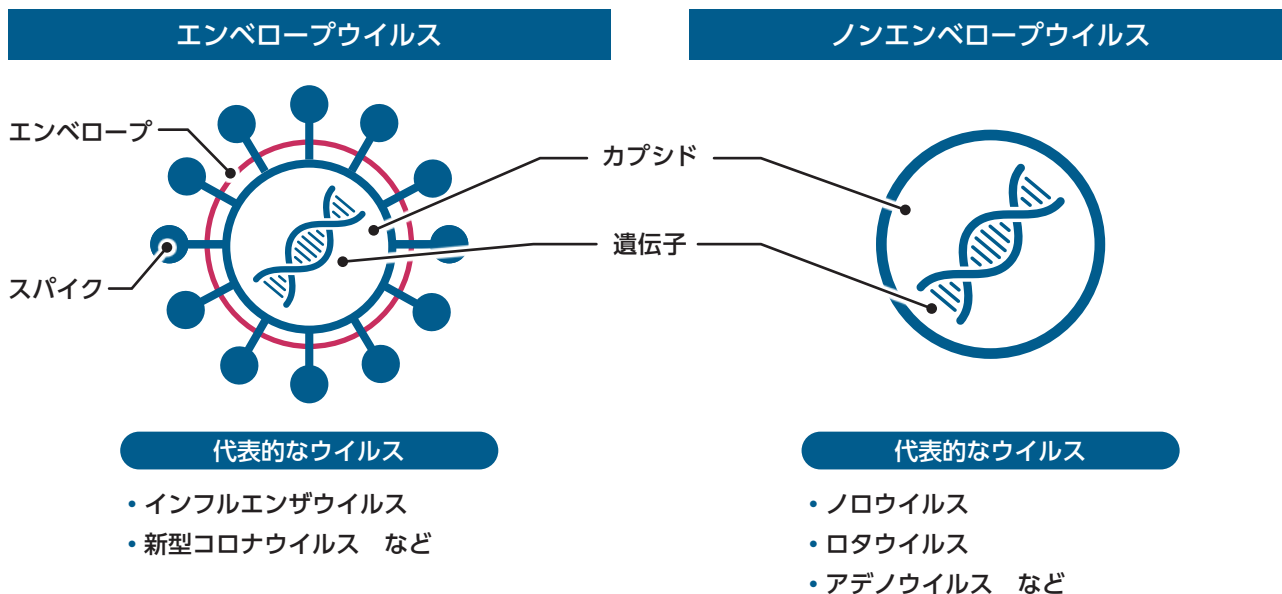 エンベロープウイルス
ノンエンベロープウイルス
エンベロープ
スパイク
カプシド
遺伝子
代表的なウイルス
・インフルエンザウイルス
・新型コロナウイルス　など
代表的なウイルス
・ノロウイルス
・ロタウイルス
・アデノウイルス　など